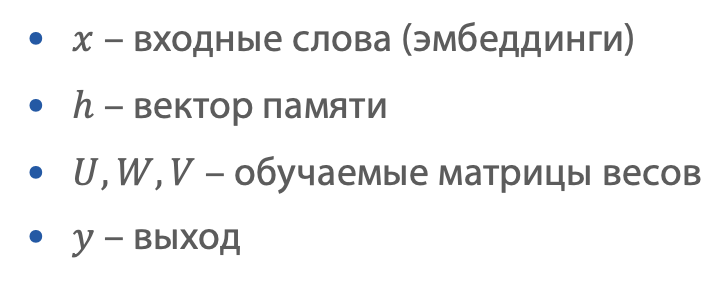 • x – входные слова (эмбеддинги)
• h – вектор памяти
• U, W, V – обучаемые матрицы весов
• y – выход